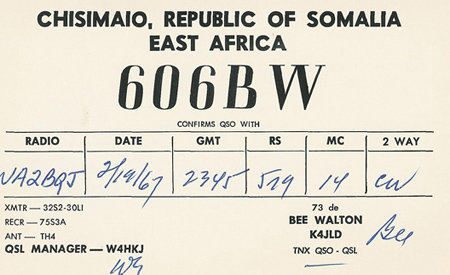 CHISIMAIO, REPUBLIC OF SOMALIA
EAST AFRICA
606BW
CONFIRMS QSO WITH
RADIO DATE GMT RS MC 2 WAY
WA2BQJ 2/19/67 2345 579 14 CW
XMTR — 32S2-30LI
RECR — 75S3A
ANT — TH4
QSL MANAGER — W4HKJ
73 de
BEE WALTON
K4JLD
TNX QSO - QSL
Bee